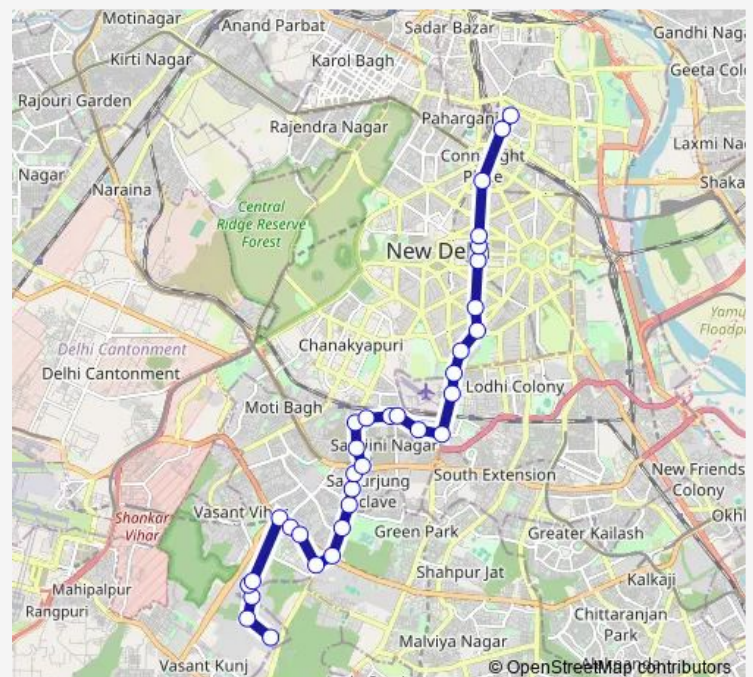 Motinagar
Anand Parbat
Sadar Bazar
Gandhi Naga
Kirti Nagar
Karol Bagh
Geeta Col
Rajouri Garden
Rajendra Nagar
Paharganj
Laxmi Na
Nagar
Naraina
Shaka
Central
Ridge Reserve
Forest
New De
Yamu
Floodp
Chanakyapuri
Delhi Cantonment
Delhi Cantonment
Lodhi Colony
Moti Bagh
South Extension
New Friends
Colony
Shankar
Vihar
Vasant Vih
clave
Okh
Green Park
Greater Kailash
Shahpur Jat
Kalkaji
Mahipalpur
Rangpuri
Chittaranjan
Park
Malviya Nagar
Vasant Kunj
© OpenStreetMap contributors